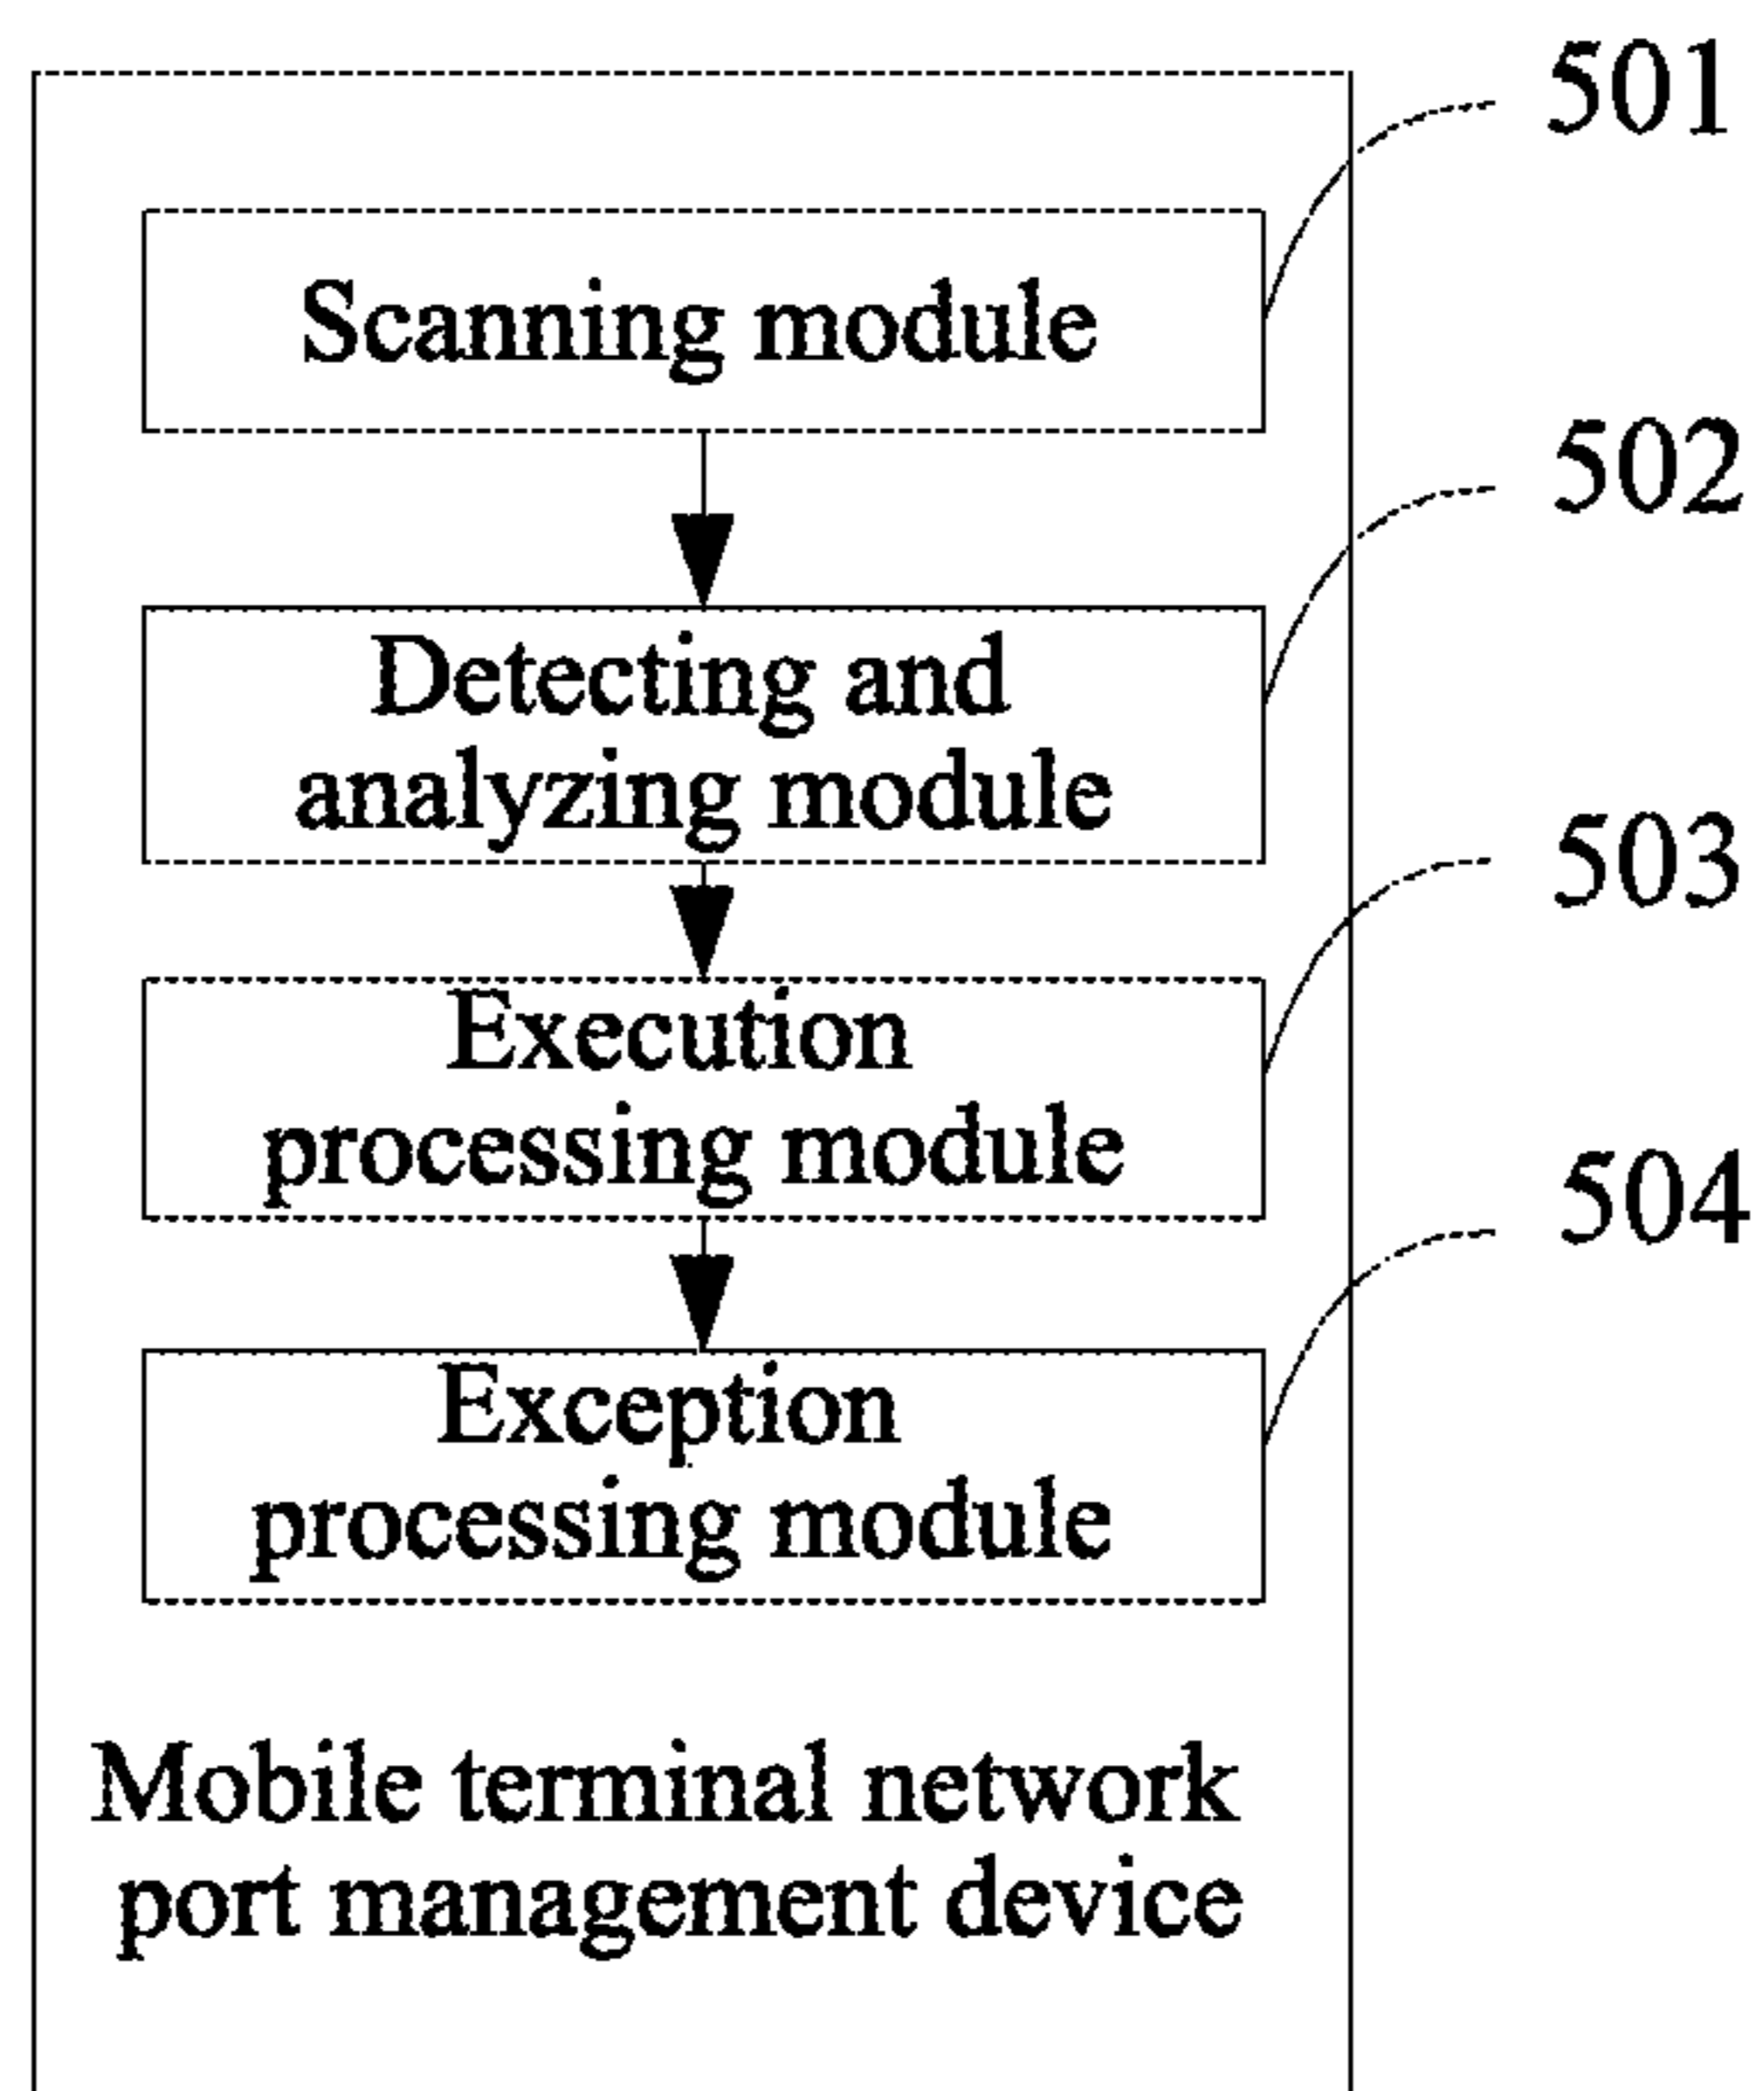 501
Scanning module
502
Detecting and
analyzing module
503
Execution
processing module
504
Exception
processing module
Mobile terminal network
port management device